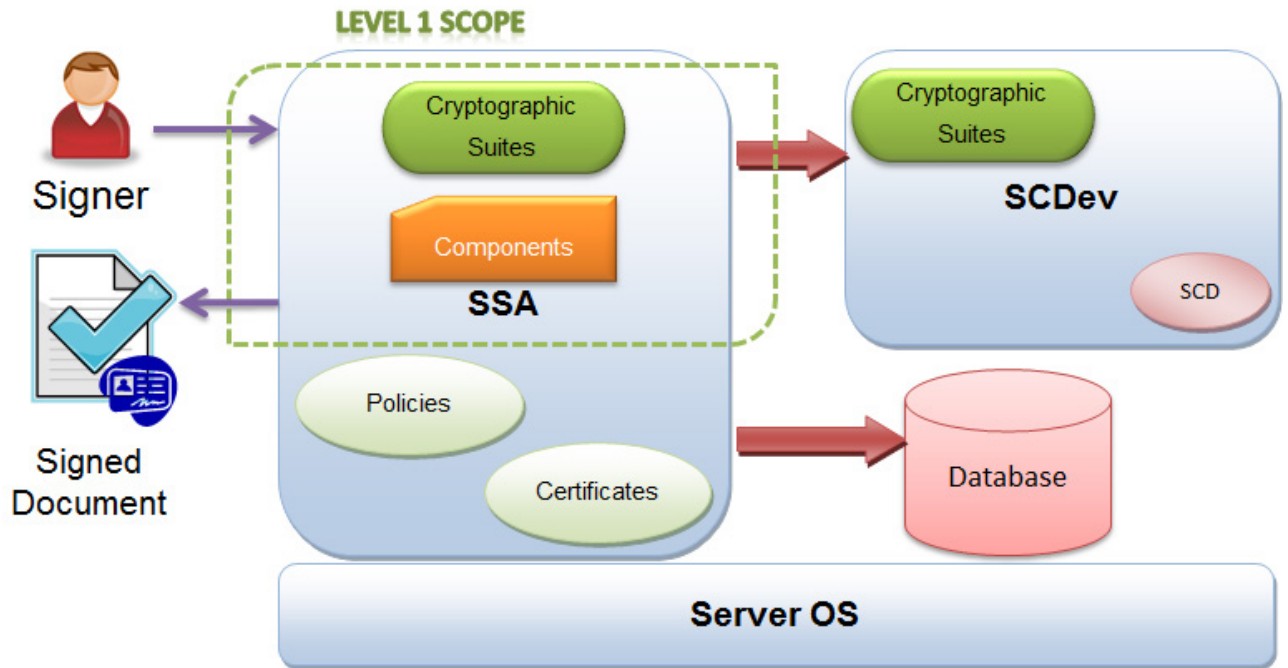 LEVEL 1 SCOPE
Signer
Signed
Document
Cryptographic
Suites
Components
SSA
Policies
Certificates
Cryptographic
Suites
SCDev
SCD
Database
Server OS